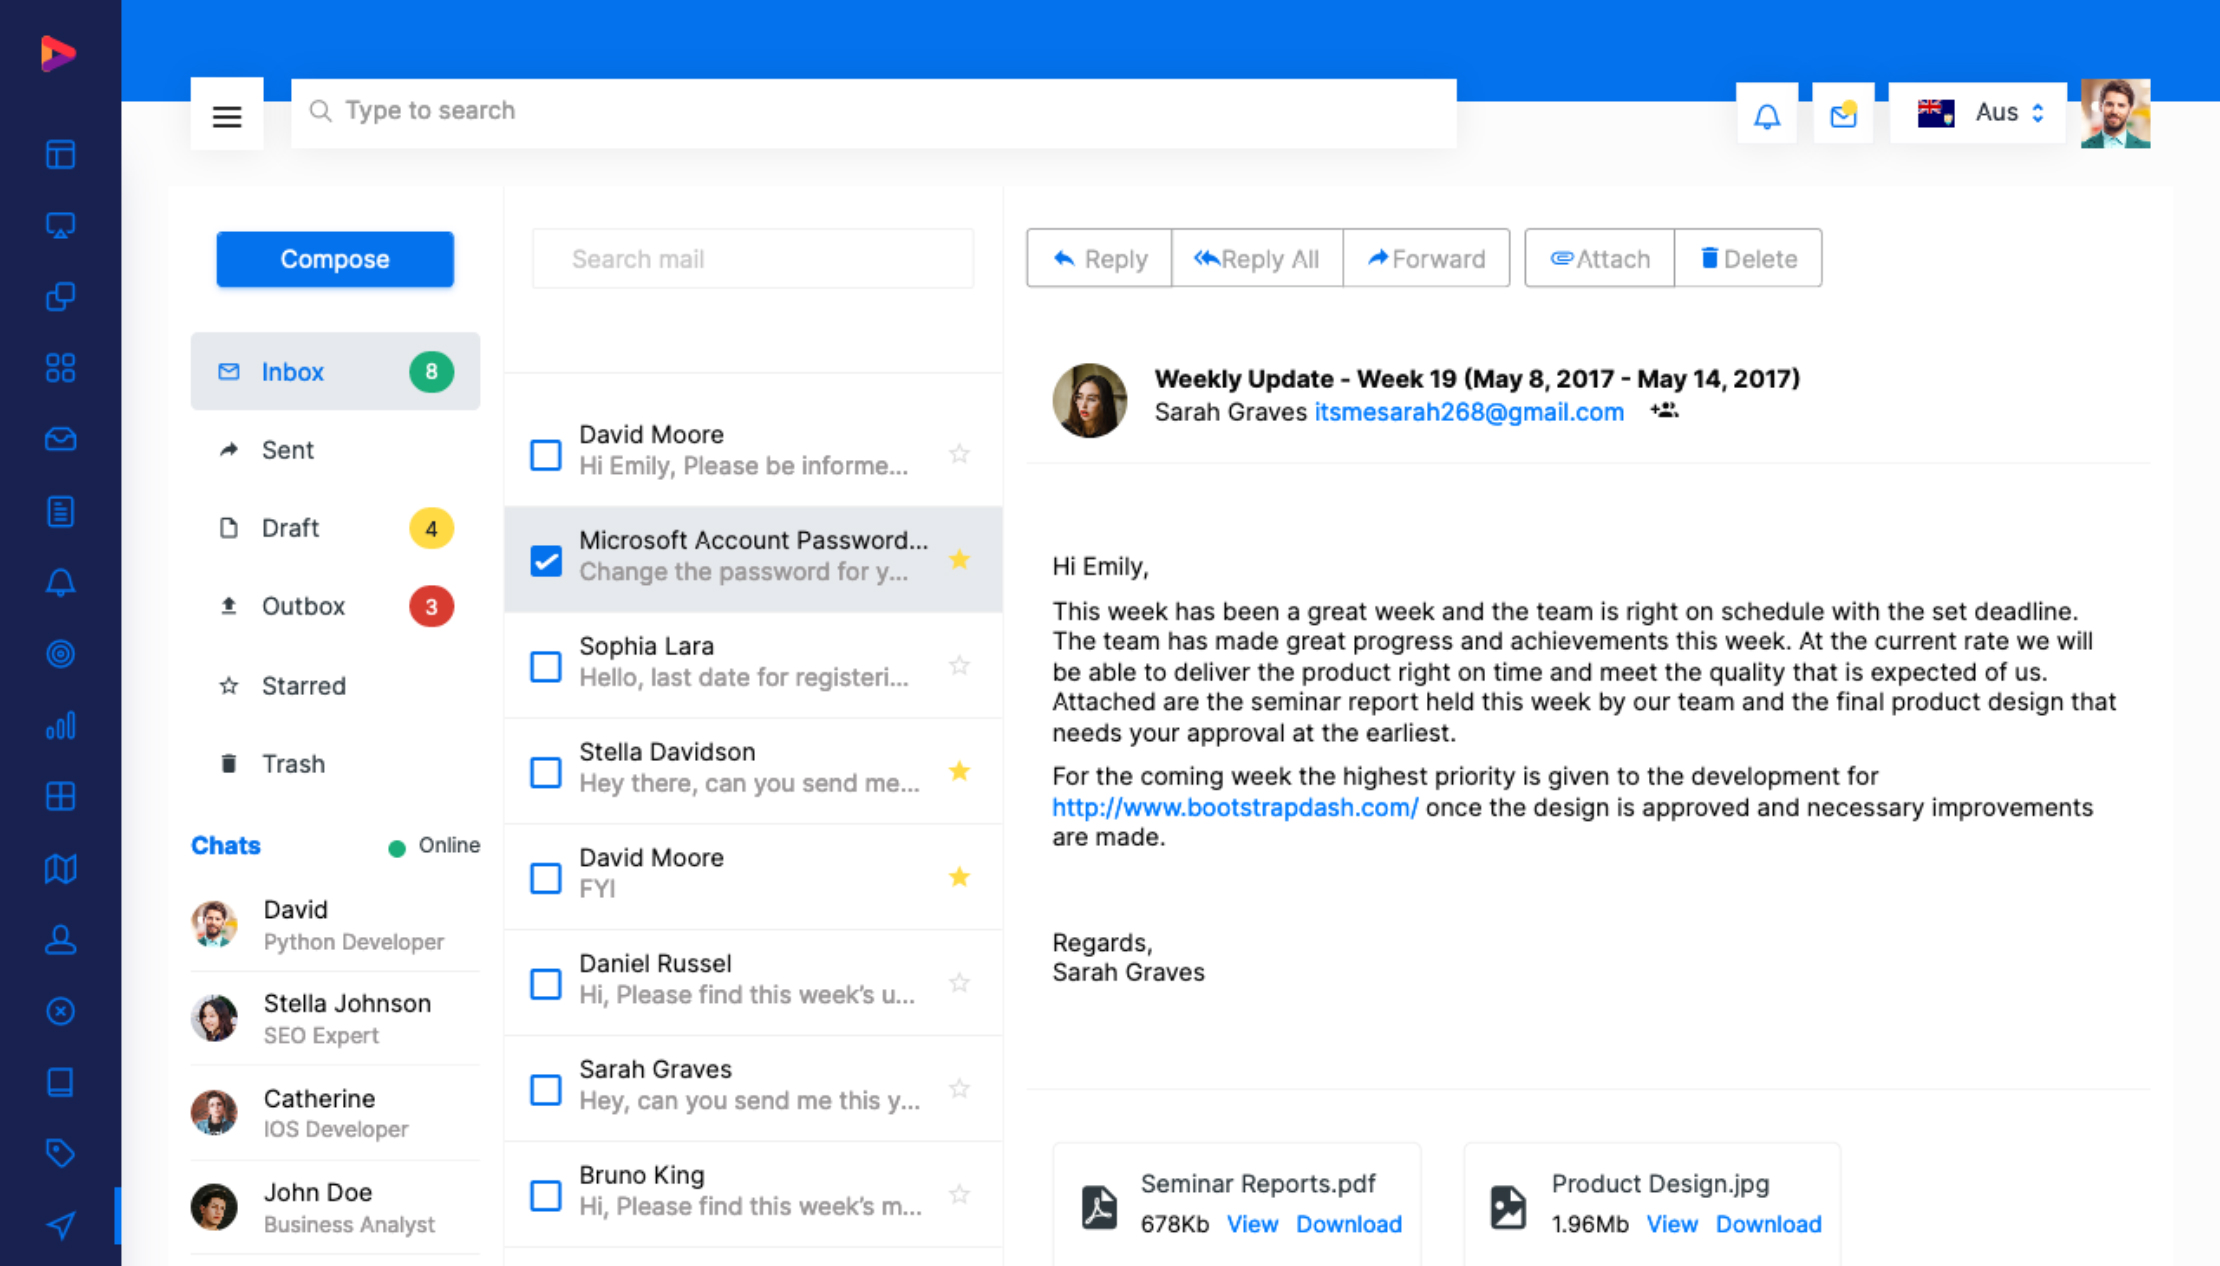 Type to search
Aus
Compose
Inbox 8
Sent
Draft 4
Outbox 3
Starred
Trash
Chats Online
David
Python Developer
Stella Johnson
SEO Expert
Catherine
IOS Developer
John Doe
Business Analyst
Search mail
David Moore
Hi Emily, Please be informe...
Microsoft Account Password...
Change the password for y...
Sophia Lara
Hello, last date for registeri...
Stella Davidson
Hey there, can you send me...
David Moore
FYI
Daniel Russel
Hi, Please find this week's u...
Sarah Graves
Hey, can you send me this y...
Bruno King
Hi, Please find this week's m...
Reply Reply All Forward Attach Delete
Weekly Update - Week 19 (May 8, 2017 - May 14, 2017)
Sarah Graves itsmesarah268@gmail.com
Hi Emily,
This week has been a great week and the team is right on schedule with the set deadline.
The team has made great progress and achievements this week. At the current rate we will
be able to deliver the product right on time and meet the quality that is expected of us.
Attached are the seminar report held this week by our team and the final product design that
needs your approval at the earliest.
For the coming week the highest priority is given to the development for
http://www.bootstrapdash.com/ once the design is approved and necessary improvements
are made.
Regards,
Sarah Graves
Seminar Reports.pdf
678Kb View Download
Product Design.jpg
1.96Mb View Download